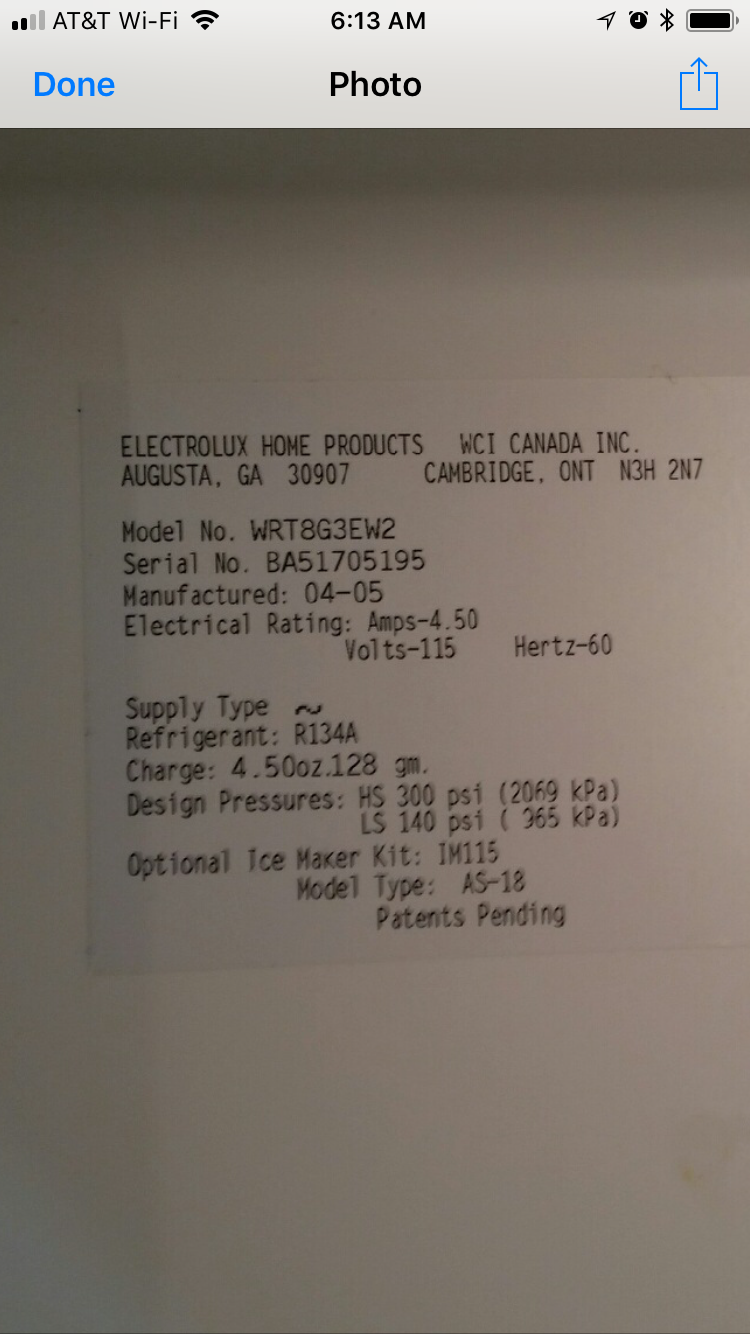 AT&T Wi-Fi 6:13 AM
Done Photo
ELECTROLUX HOME PRODUCTS WCI CANADA INC.
AUGUSTA, GA 30907 CAMBRIDGE, ONT N3H 2N7
Model No. WRT8G3EW2
Serial No. BA51705195
Manufactured: 04-05
Electrical Rating: Amps-4.50
Volts-115 Hertz-60
Supply Type ~
Refrigerant: R134A
Charge: 4.50oz.128 gm.
Design Pressures: HS 300 psi (2069 kPa)
LS 140 psi ( 965 kPa)
Optional Ice Maker Kit: IM115
Model Type: AS-18
Patents Pending